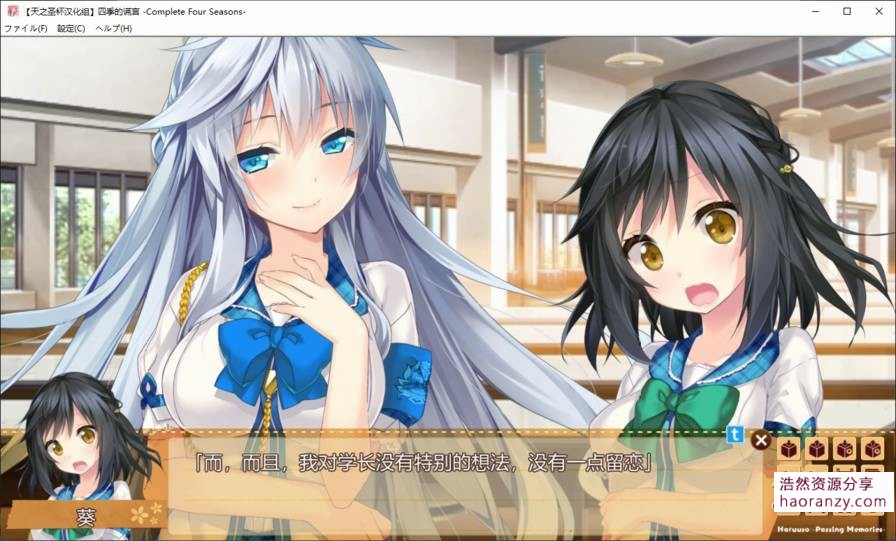 【天之圣杯汉化组】四季的谎言 -Complete Four Seasons-
ファイル(F) 設定(C) ヘルプ(H)
「而，而且，我对学长没有特别的想法，没有一点留恋」
葵
t
浩然资源分享
haoranzy.com
Haruuso -Passing Memories-